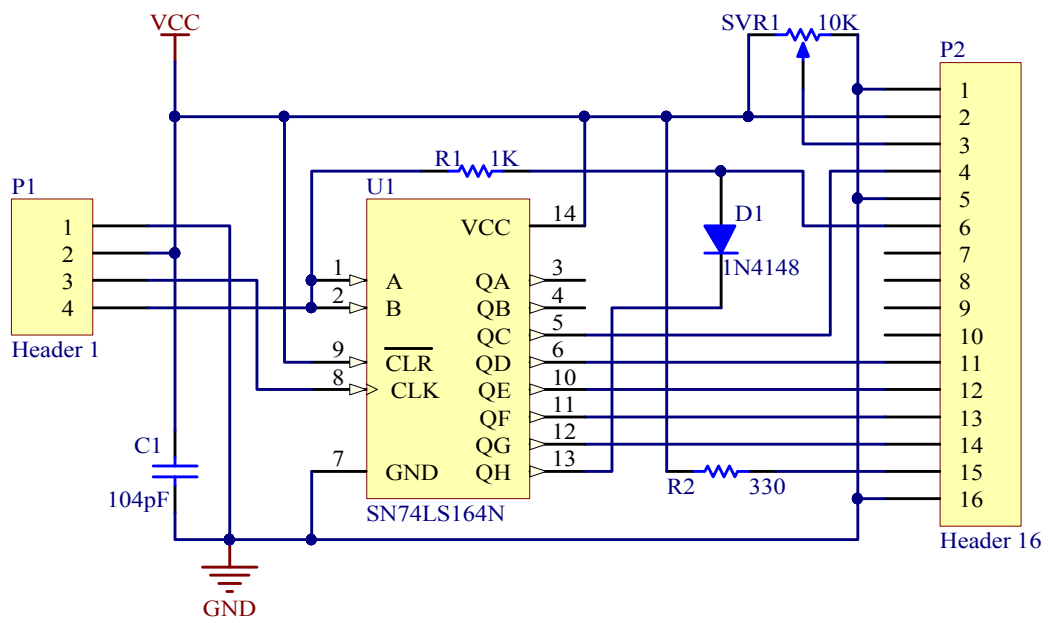 VCC
SVR1 10K
P2
1
2
3
4
5
6
7
8
9
10
11
12
13
14
15
16
Header 16
R1 1K
P1
1
2
3
4
Header 1
U1
VCC 14
1 A QA 3
2 B QB 4
QC 5
9 CLR QD 6
8 CLK QE 10
QF 11
QG 12
7 GND QH 13
SN74LS164N
D1
1N4148
C1
104pF
R2 330
GND